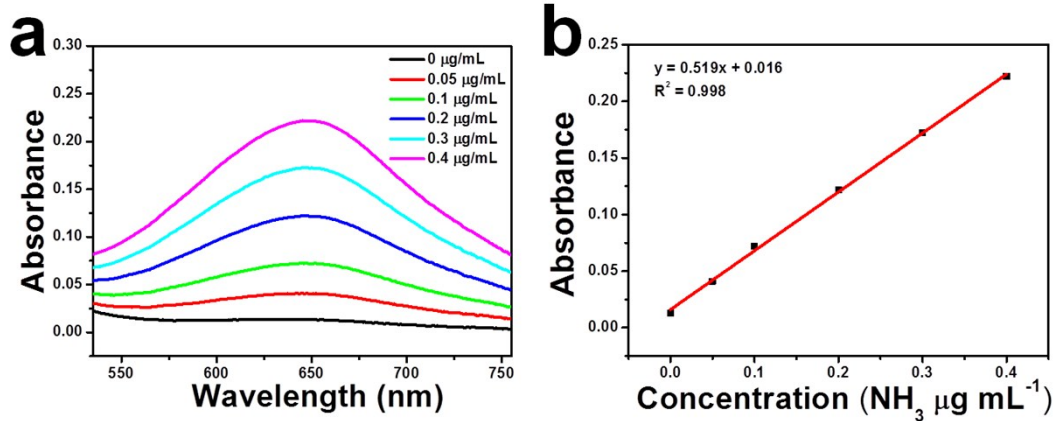 a
0.30
0.25
0.20
0.15
0.10
0.05
0.00
Absorbance
0 μg/mL
0.05 μg/mL
0.1 μg/mL
0.2 μg/mL
0.3 μg/mL
0.4 μg/mL
550
600
650
700
750
Wavelength (nm)
b
0.25
0.20
0.15
0.10
0.05
0.00
Absorbance
y = 0.519x + 0.016
R² = 0.998
0.0
0.1
0.2
0.3
0.4
Concentration (NH₃ μg mL⁻¹)